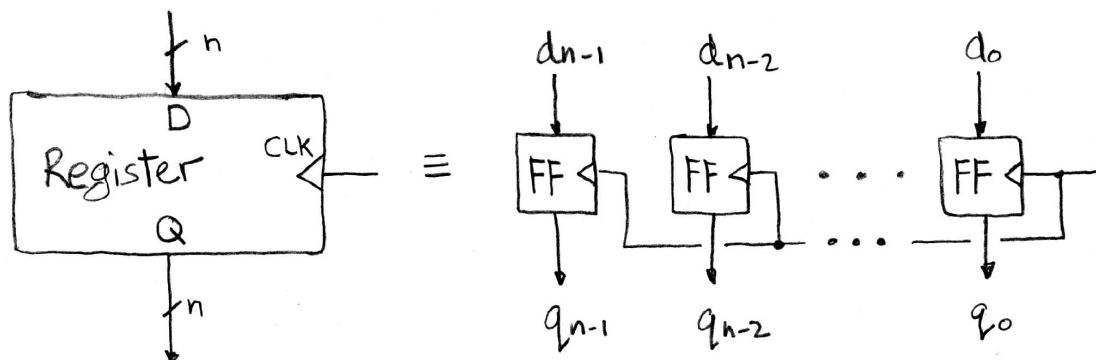 n
D
CLK
Register
Q
n
≡
dn-1 dn-2 d0
FF FF . . . FF
. . .
qn-1 qn-2 q0